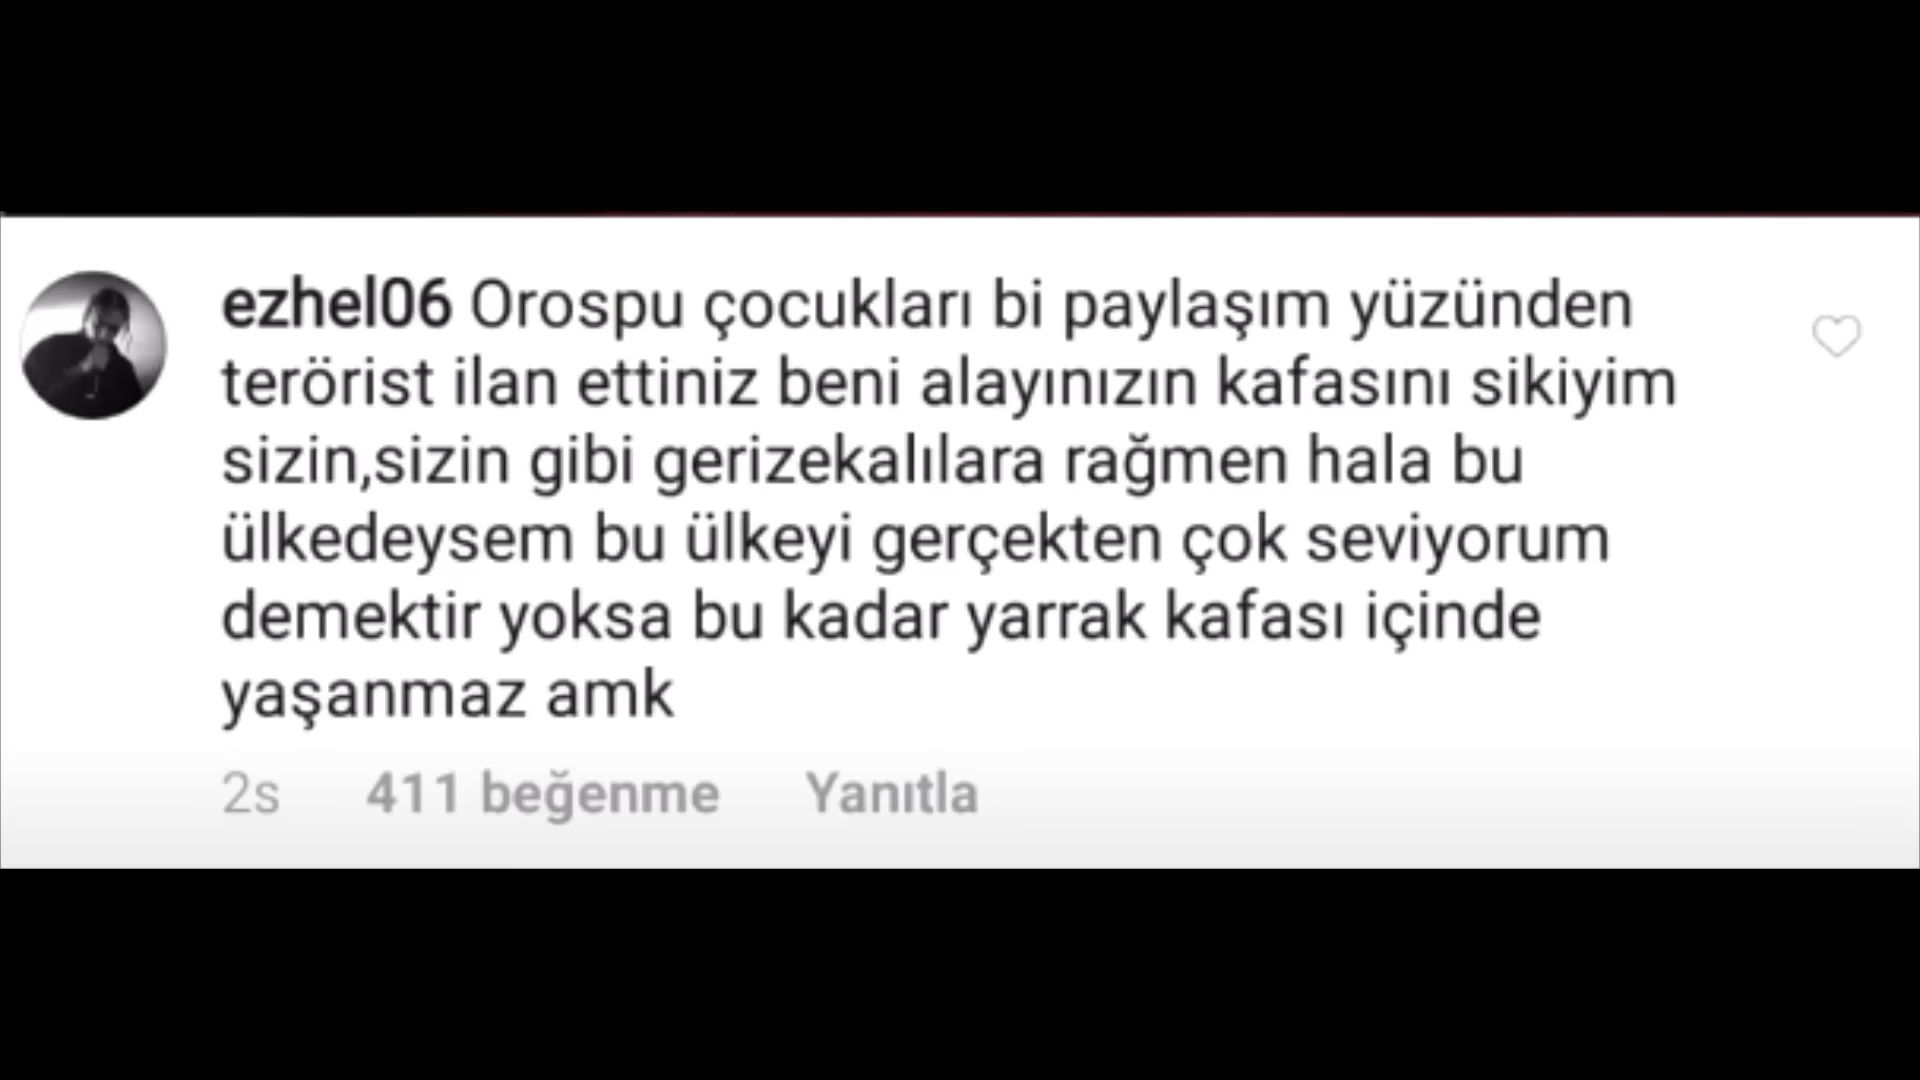 ezhel06 Orospu çocukları bi paylaşım yüzünden
terörist ilan ettiniz beni alayınızın kafasını sikiyim
sizin,sizin gibi gerizekalılara rağmen hala bu
ülkedeysem bu ülkeyi gerçekten çok seviyorum
demektir yoksa bu kadar yarrak kafası içinde
yaşanmaz amk
2s 411 beğenme Yanıtla